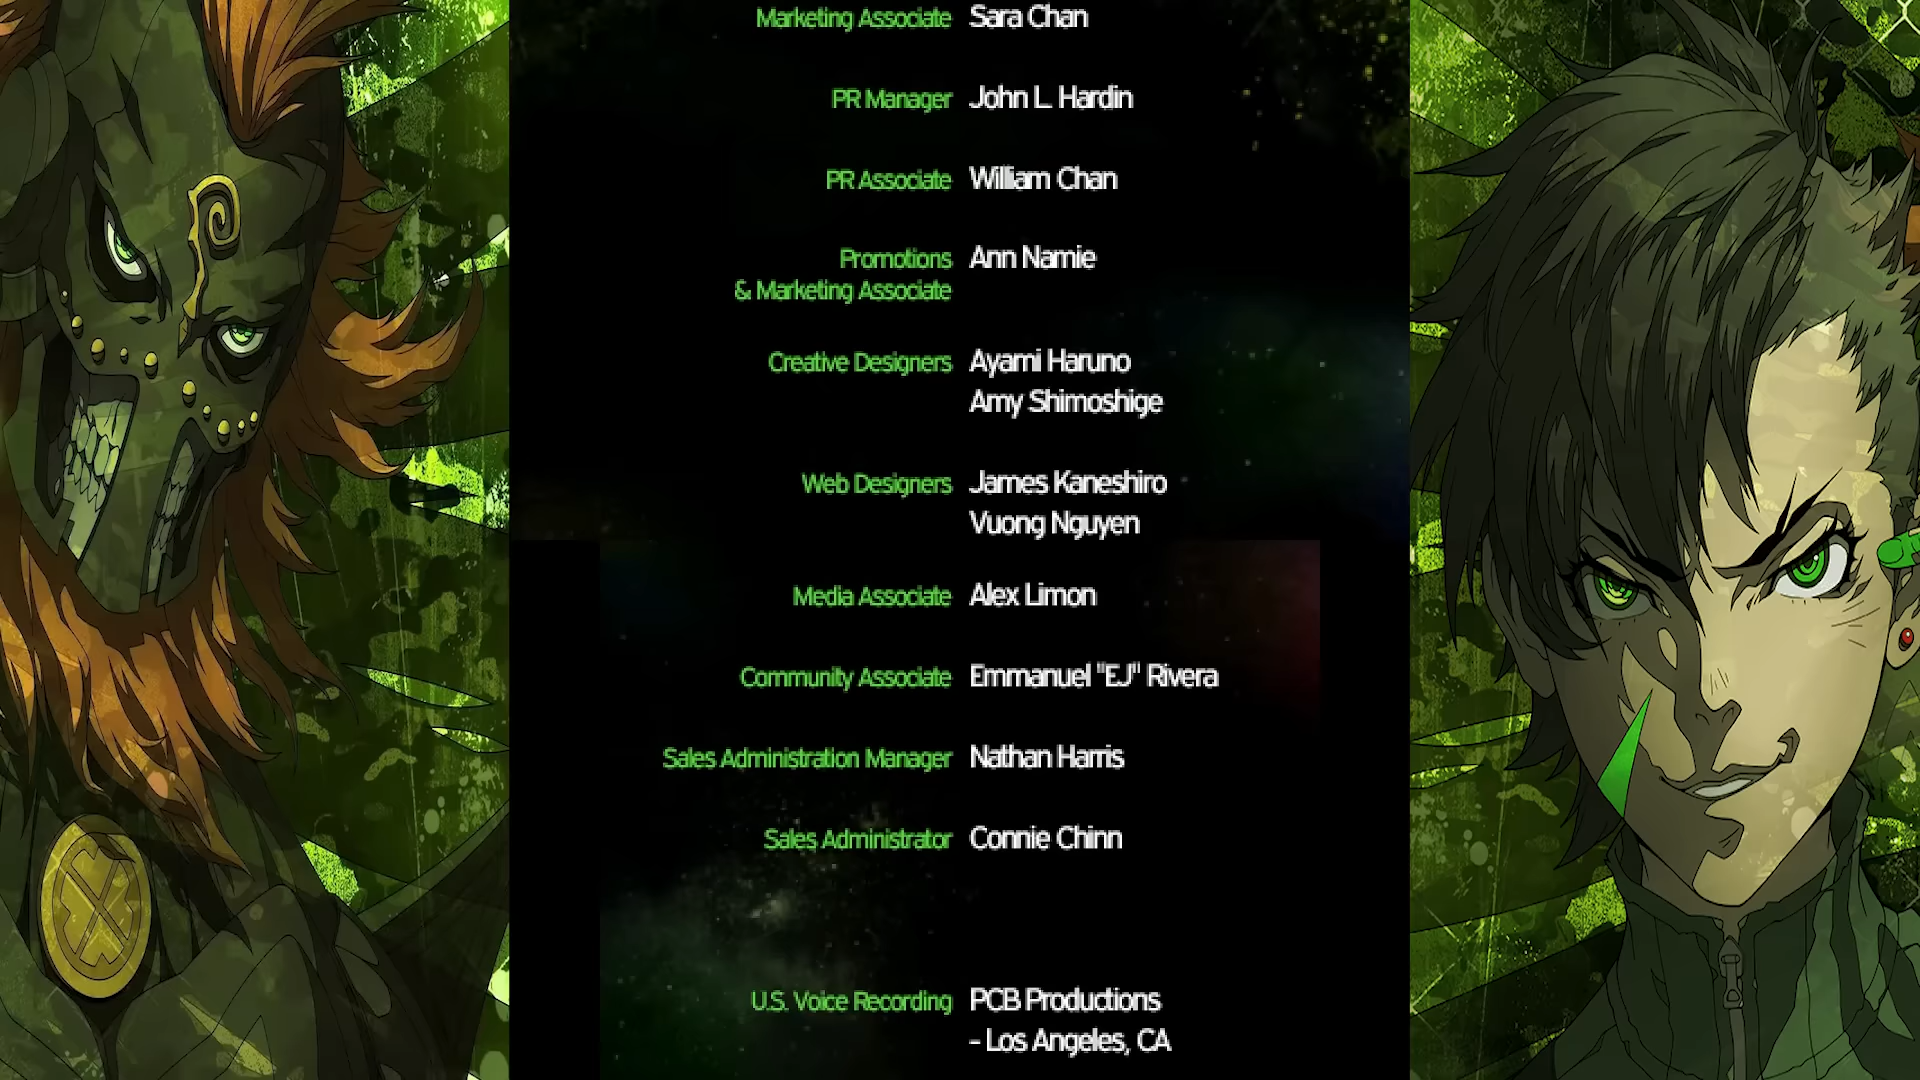 Marketing Associate Sara Chan
PR Manager John L. Hardin
PR Associate William Chan
Promotions Ann Namie
& Marketing Associate
Creative Designers Ayami Haruno
Amy Shimoshige
Web Designers James Kaneshiro
Vuong Nguyen
Media Associate Alex Limon
Community Associate Emmanuel "EJ" Rivera
Sales Administration Manager Nathan Harris
Sales Administrator Connie Chinn
U.S. Voice Recording PCB Productions
- Los Angeles, CA